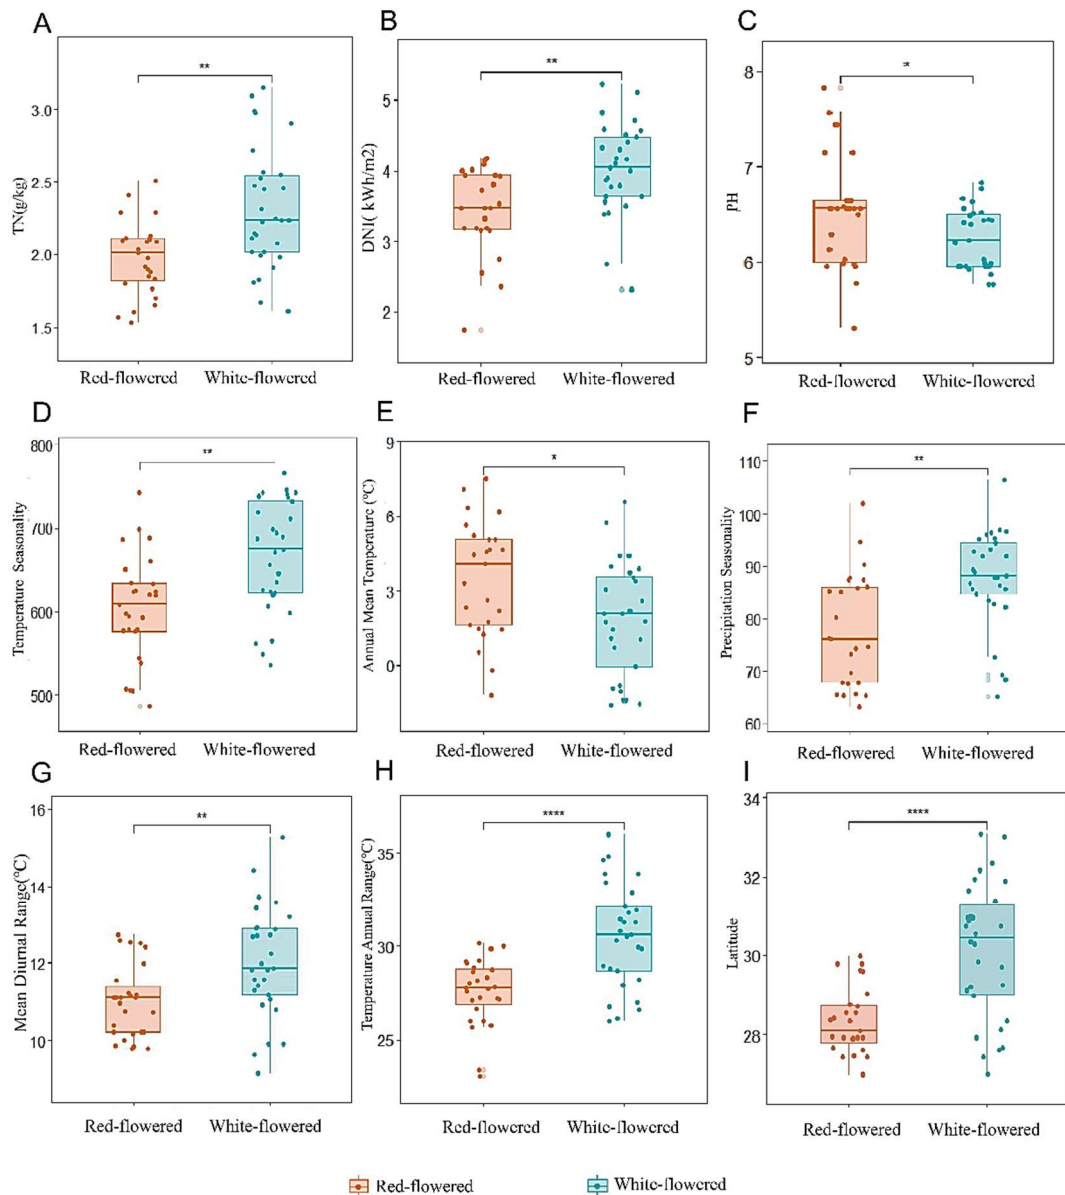 A
B
C
TN(g/kg)
3.0
2.5
2.0
1.5
**
Red-flowered
White-flowered
DNI( kWh/m2)
5
4
3
2
**
Red-flowered
White-flowered
PH
8
7
6
5
*
Red-flowered
White-flowered
D
E
F
Temperature Seasonality
800
700
600
500
**
Red-flowered
White-flowered
Annual Mean Temperature (°C)
9
6
3
0
*
Red-flowered
White-flowered
Precipitation Seasonality
110
100
90
80
70
60
**
Red-flowered
White-flowered
G
H
I
Mean Diurnal Range(°C)
16
14
12
10
**
Red-flowered
White-flowered
Temperature Annual Range(°C)
35
30
25
****
Red-flowered
White-flowered
Latitude
34
32
30
28
****
Red-flowered
White-flowered
Red-flowered
White-flowered